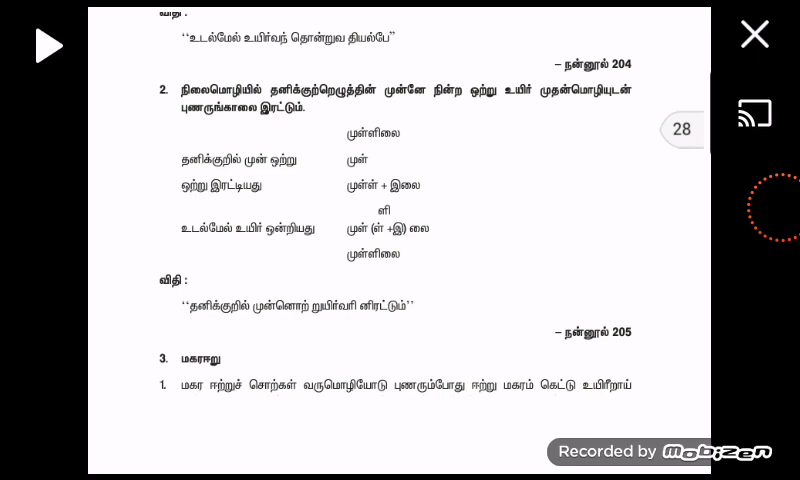 விதி :
‘‘உடல்மேல் உயிர்வந் தொன்றுவ தியல்பே’’
– நன்னூல் 204
2. நிலைமொழியில் தனிக்குற்றெழுத்தின் முன்னே நின்ற ஒற்று உயிர் முதன்மொழியுடன்
புணருங்காலை இரட்டும்.
முள்ளிலை
தனிக்குறில் முன் ஒற்று முள்
ஒற்று இரட்டியது முள்ள் + இலை
ளி
உடல்மேல் உயிர் ஒன்றியது முள் (ள் +இ) லை
முள்ளிலை
விதி :
‘‘தனிக்குறில் முன்னொற் றுயிர்வரி னிரட்டும்’’
– நன்னூல் 205
3. மகரஈறு
1. மகர ஈற்றுச் சொற்கள் வருமொழியோடு புணரும்போது ஈற்று மகரம் கெட்டு உயிரீறாய்
28
Recorded by mobizen